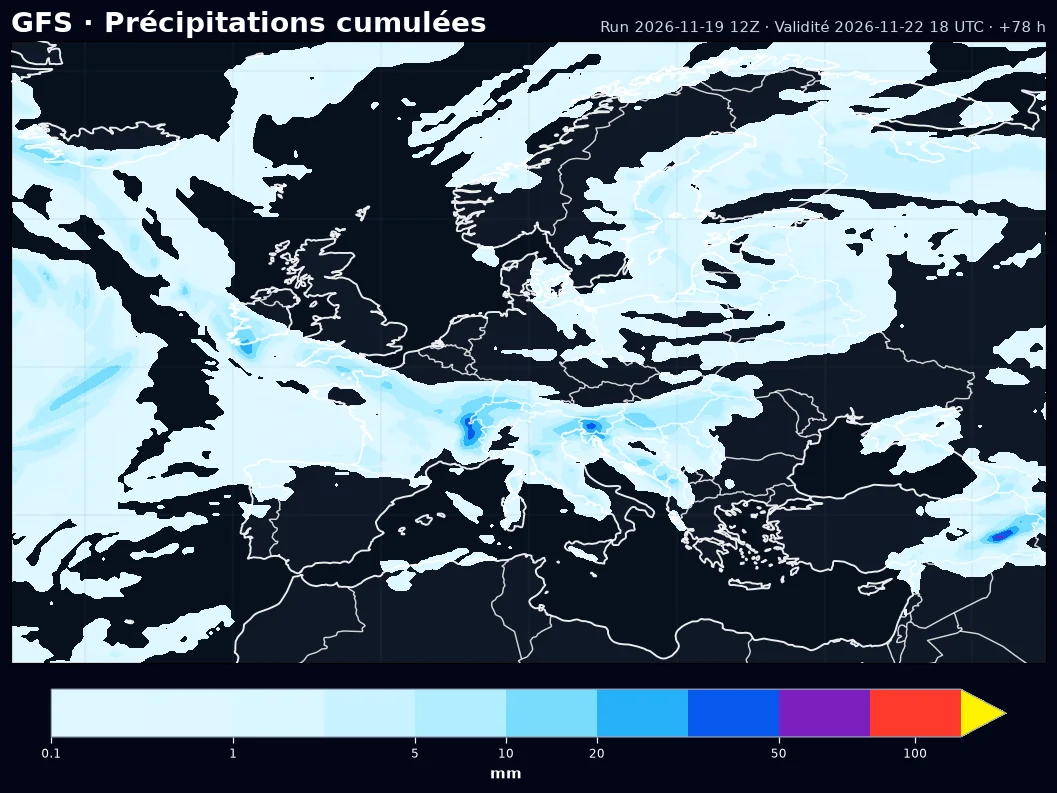 GFS · Précipitations cumulées
Run 2026-11-19 12Z · Validité 2026-11-22 18 UTC · +78 h
0.1 1 5 10 20 50 100
mm